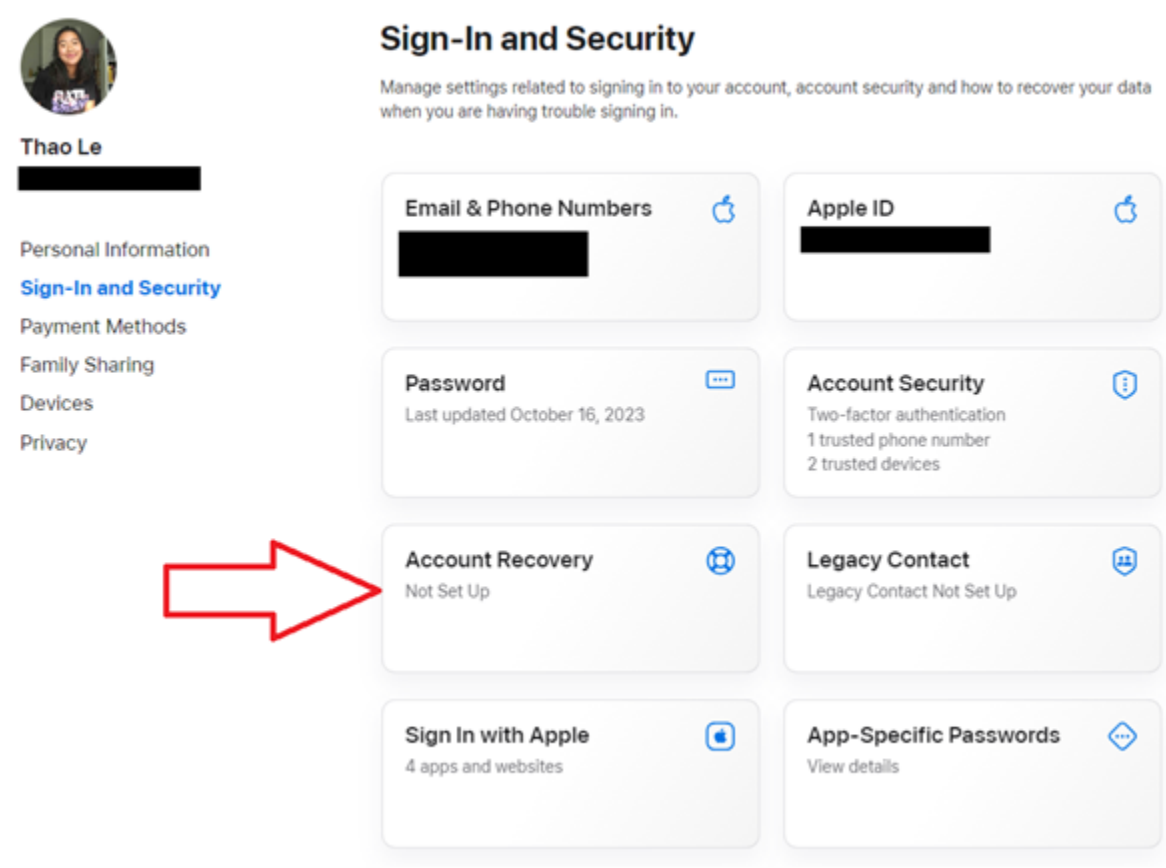 Thao Le
Personal Information
Sign-In and Security
Payment Methods
Family Sharing
Devices
Privacy
Sign-In and Security
Manage settings related to signing in to your account, account security and how to recover your data
when you are having trouble signing in.
Email & Phone Numbers
Apple ID
Password
Last updated October 16, 2023
Account Security
Two-factor authentication
1 trusted phone number
2 trusted devices
Account Recovery
Not Set Up
Legacy Contact
Legacy Contact Not Set Up
Sign In with Apple
4 apps and websites
App-Specific Passwords
View details